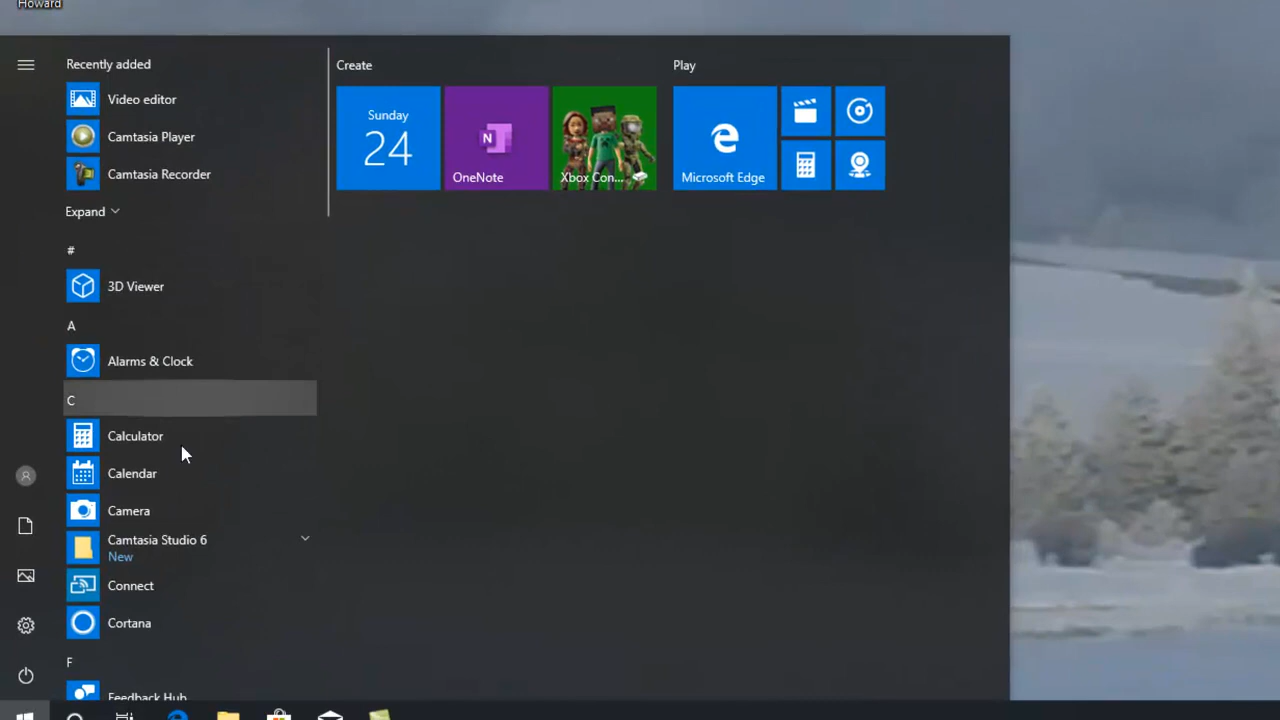 Howard
Recently added
Video editor
Camtasia Player
Camtasia Recorder
Expand
#
3D Viewer
A
Alarms & Clock
C
Calculator
Calendar
Camera
Camtasia Studio 6
New
Connect
Cortana
F
Feedback Hub
Create
Sunday
24
N
OneNote
Xbox Con...
Play
Microsoft Edge